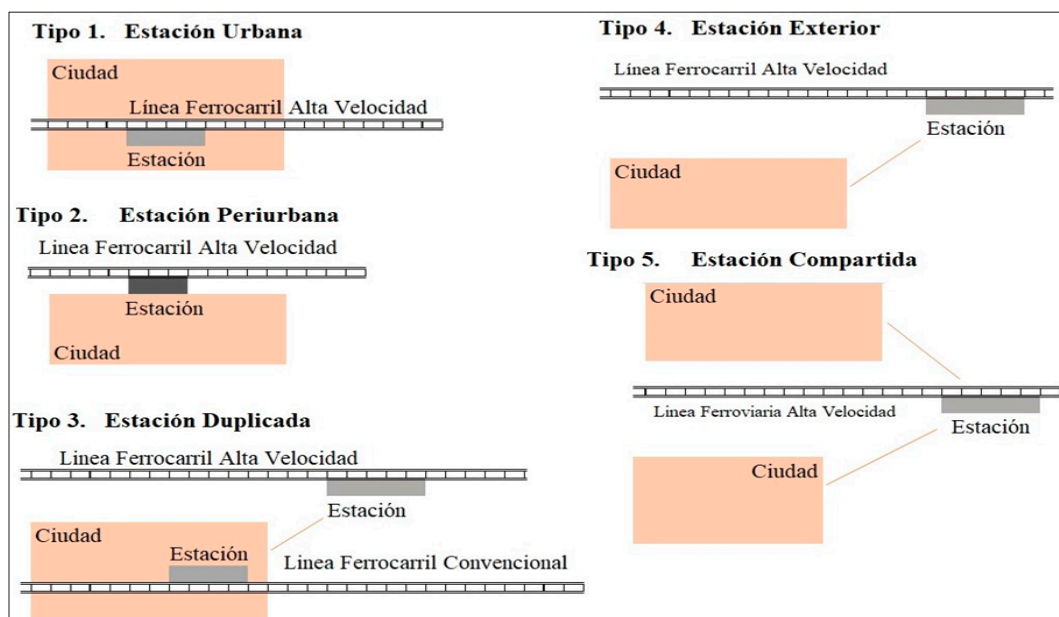 Tipo 1. Estación Urbana
Ciudad
Línea Ferrocarril Alta Velocidad
Estación
Tipo 2. Estación Periurbana
Linea Ferrocarril Alta Velocidad
Estación
Ciudad
Tipo 3. Estación Duplicada
Linea Ferrocarril Alta Velocidad
Estación
Ciudad
Estación
Linea Ferrocarril Convencional
Tipo 4. Estación Exterior
Línea Ferrocarril Alta Velocidad
Estación
Ciudad
Tipo 5. Estación Compartida
Ciudad
Linea Ferroviaria Alta Velocidad
Estación
Ciudad